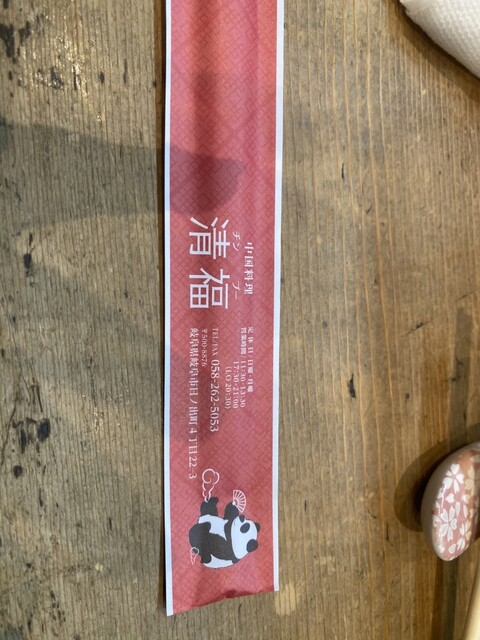 中国料理
チンプー
清福
定休日：日曜・月曜
営業時間：11:30-13:30
17:30-21:00
(L.O 20:30)
TEL/FAX 058-262-5053
〒500-8876
岐阜県岐阜市日ノ出町4丁目22-3